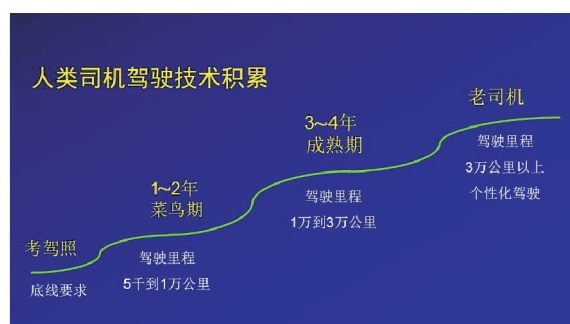 人类司机驾驶技术积累
考驾照
底线要求
1~2年
菜鸟期
驾驶里程
5千到1万公里
3~4年
成熟期
驾驶里程
1万到3万公里
老司机
驾驶里程
3万公里以上
个性化驾驶